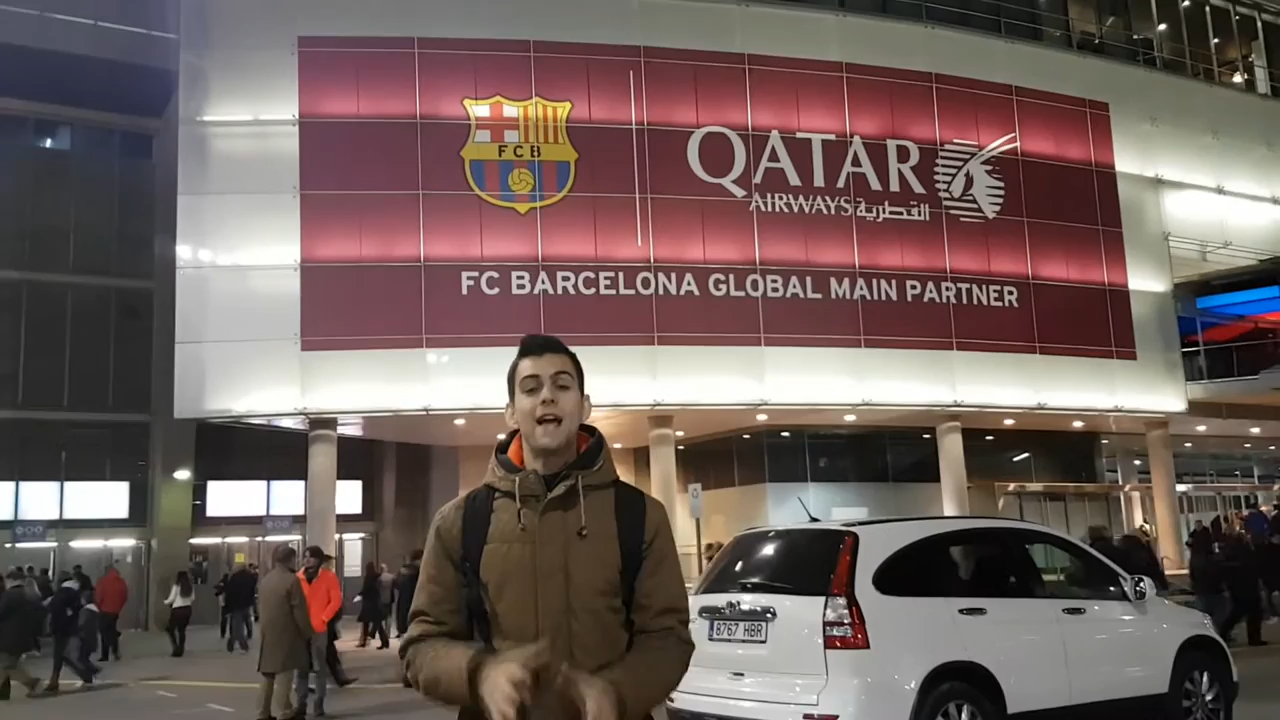 FCB
QATAR
AIRWAYS القطرية
FC BARCELONA GLOBAL MAIN PARTNER
8767 HBR